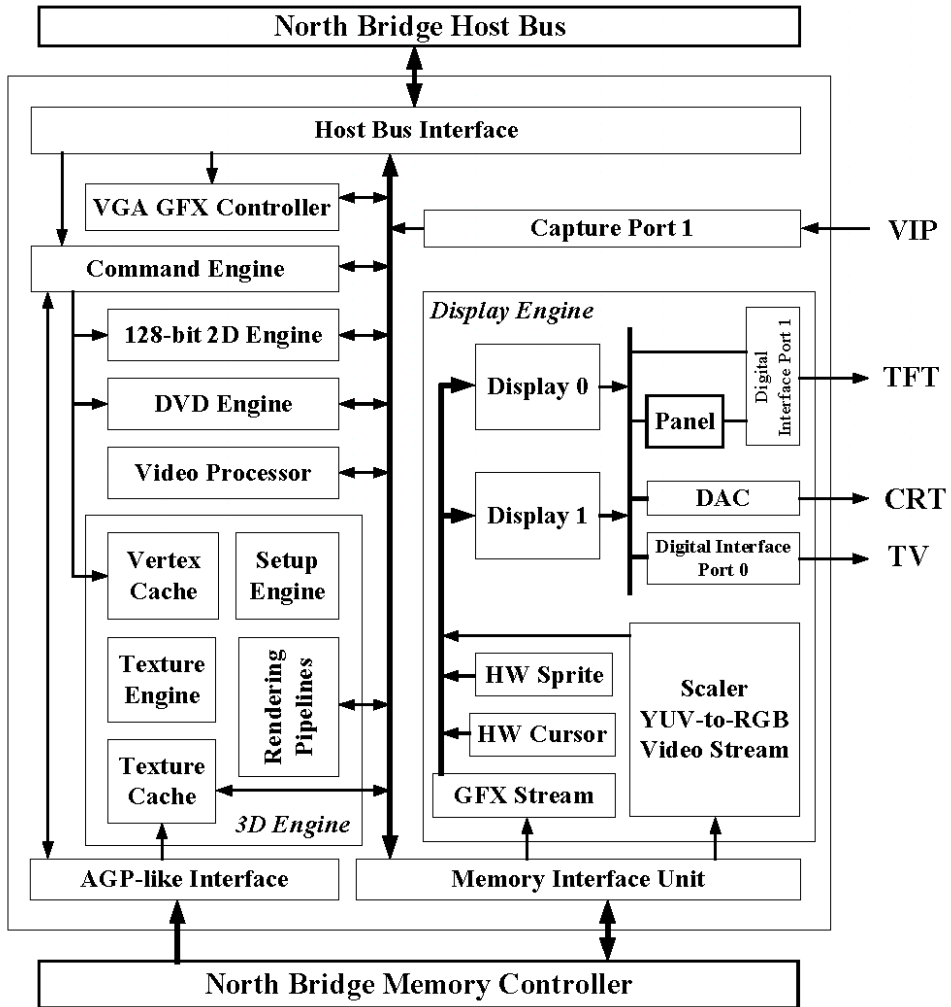 North Bridge Host Bus
Host Bus Interface
VGA GFX Controller
Capture Port 1
VIP
Command Engine
128-bit 2D Engine
DVD Engine
Video Processor
Vertex
Cache
Setup
Engine
Texture
Engine
Rendering
Pipelines
Texture
Cache
3D Engine
Display Engine
Display 0
Digital
Interface Port 1
TFT
Panel
Display 1
DAC
CRT
Digital Interface
Port 0
TV
HW Sprite
HW Cursor
GFX Stream
Scaler
YUV-to-RGB
Video Stream
AGP-like Interface
Memory Interface Unit
North Bridge Memory Controller